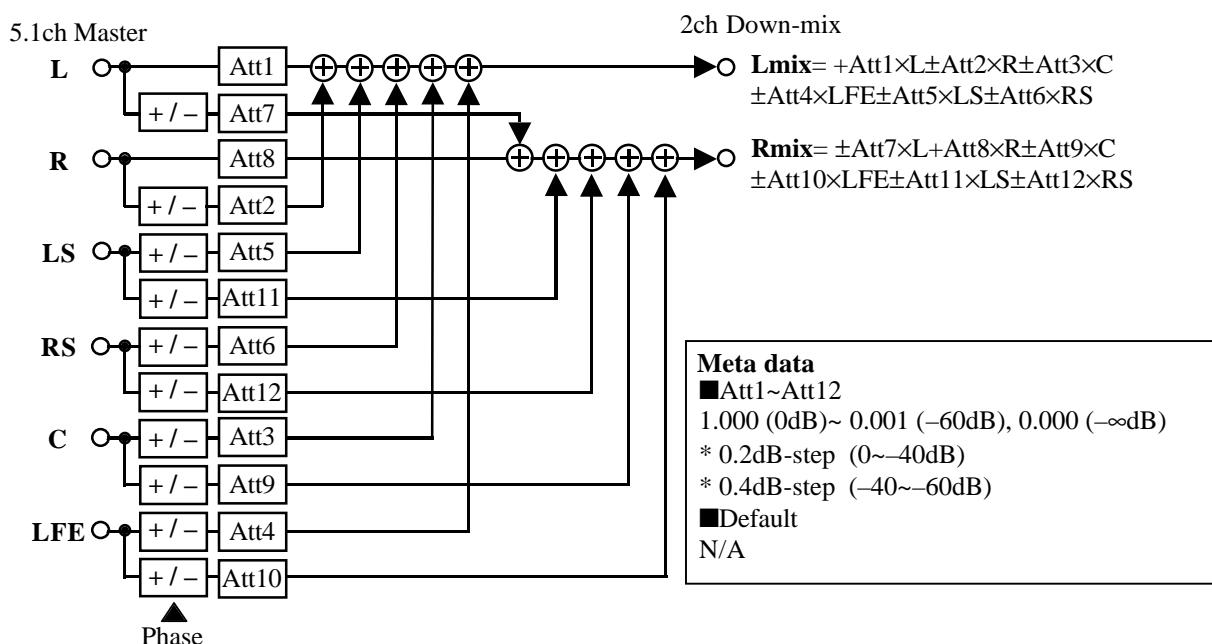 5.1ch Master
2ch Down-mix
L
Att1
Lmix= +Att1×L±Att2×R±Att3×C
±Att4×LFE±Att5×LS±Att6×RS
+ / – Att7
R
Att8
Rmix= ±Att7×L+Att8×R±Att9×C
±Att10×LFE±Att11×LS±Att12×RS
+ / – Att2
LS
+ / – Att5
+ / – Att11
RS
+ / – Att6
+ / – Att12
C
+ / – Att3
+ / – Att9
LFE
+ / – Att4
+ / – Att10
Phase
Meta data
■Att1~Att12
1.000 (0dB)~ 0.001 (–60dB), 0.000 (–∞dB)
* 0.2dB-step (0~–40dB)
* 0.4dB-step (–40~–60dB)
■Default
N/A